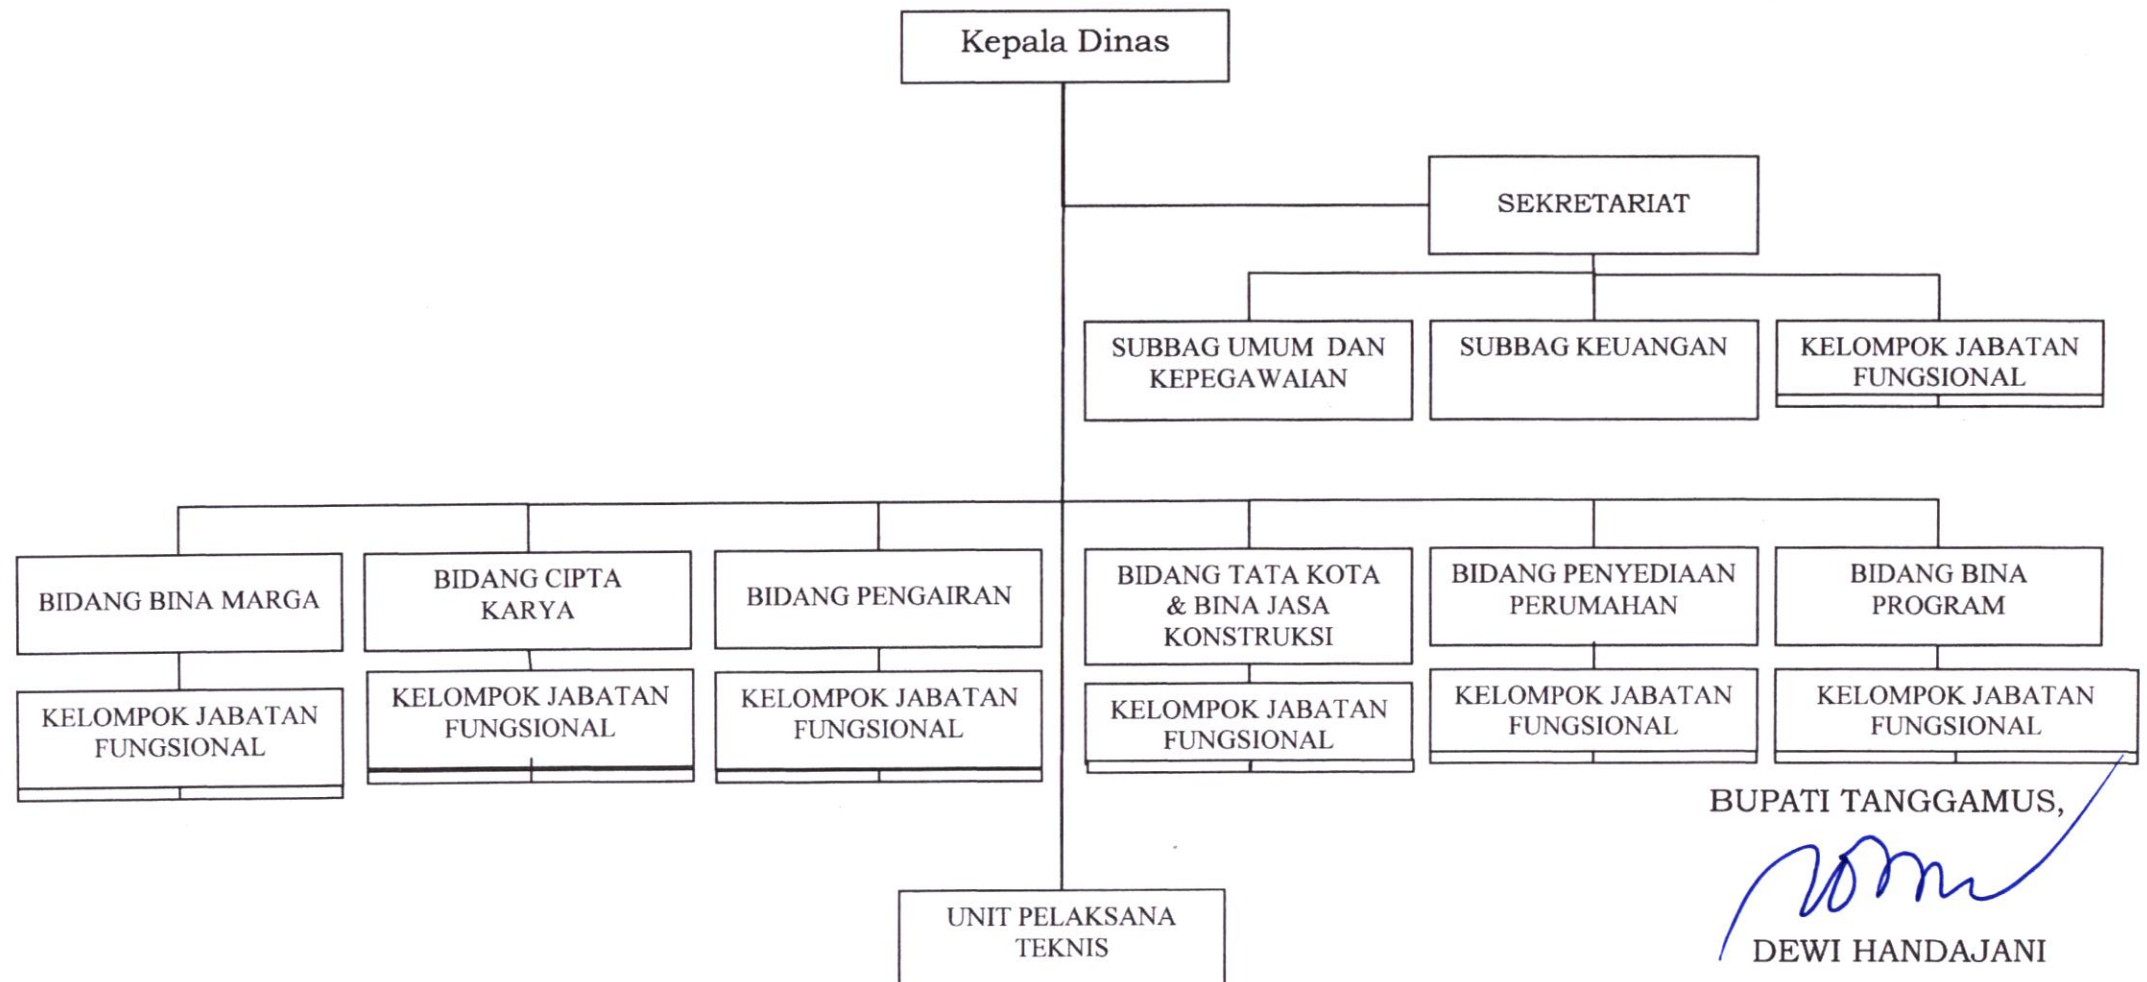 Kepala Dinas
SEKRETARIAT
SUBBAG UMUM DAN
KEPEGAWAIAN
SUBBAG KEUANGAN
KELOMPOK JABATAN
FUNGSIONAL
BIDANG BINA MARGA
BIDANG CIPTA
KARYA
BIDANG PENGAIRAN
BIDANG TATA KOTA
& BINA JASA
KONSTRUKSI
BIDANG PENYEDIAAN
PERUMAHAN
BIDANG BINA
PROGRAM
KELOMPOK JABATAN
FUNGSIONAL
KELOMPOK JABATAN
FUNGSIONAL
KELOMPOK JABATAN
FUNGSIONAL
KELOMPOK JABATAN
FUNGSIONAL
KELOMPOK JABATAN
FUNGSIONAL
KELOMPOK JABATAN
FUNGSIONAL
BUPATI TANGGAMUS,
UNIT PELAKSANA
TEKNIS
DEWI HANDAJANI